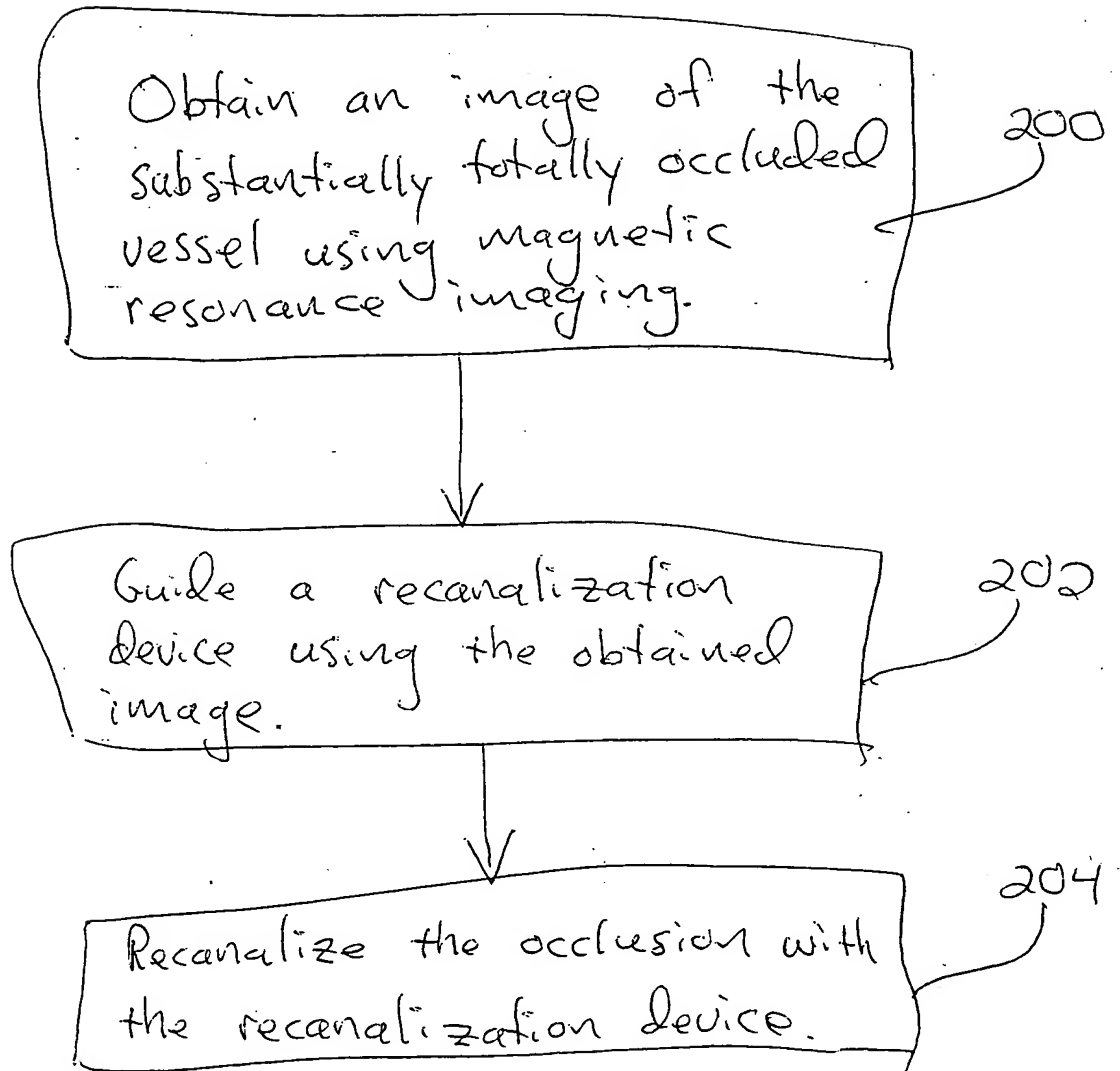 Obtain an image of the
substantially totally occluded
vessel using magnetic
resonance imaging.
200
Guide a recanalization
device using the obtained
image.
202
Recanalize the occlusion with
the recanalization device.
204